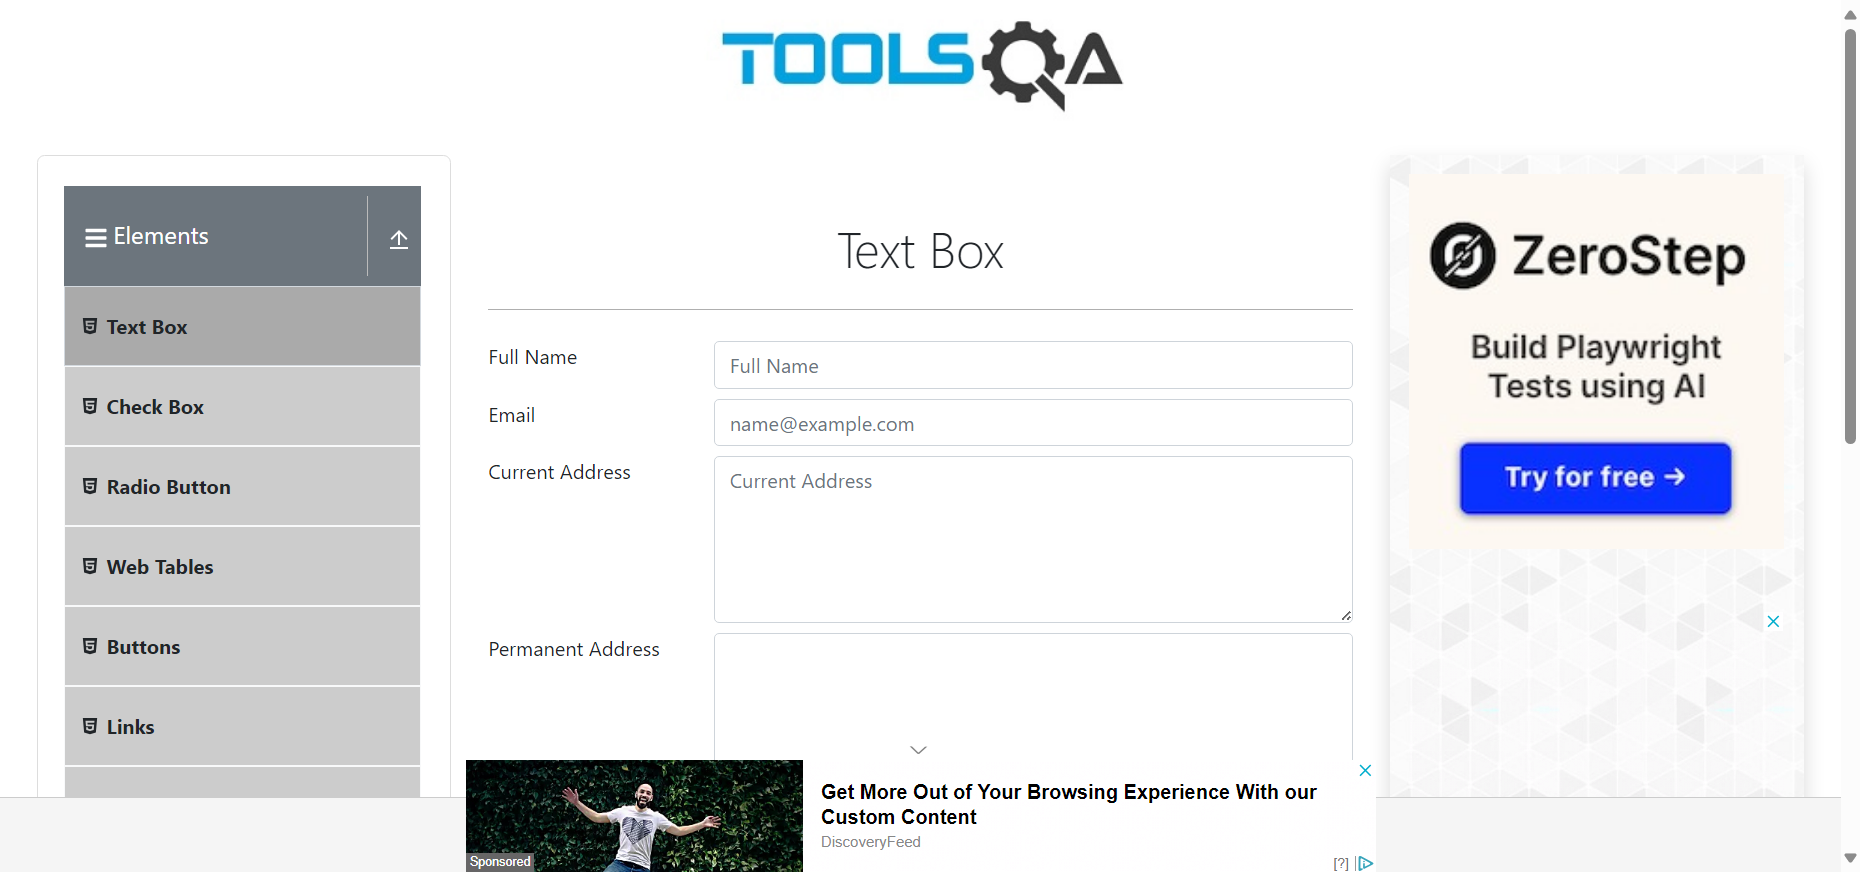 TOOLSQA
Elements
Text Box
Check Box
Radio Button
Web Tables
Buttons
Links
Text Box
Full Name
Full Name
Email
name@example.com
Current Address
Current Address
Permanent Address
ZeroStep
Build Playwright
Tests using AI
Try for free →
Sponsored
Get More Out of Your Browsing Experience With our
Custom Content
DiscoveryFeed
[?]